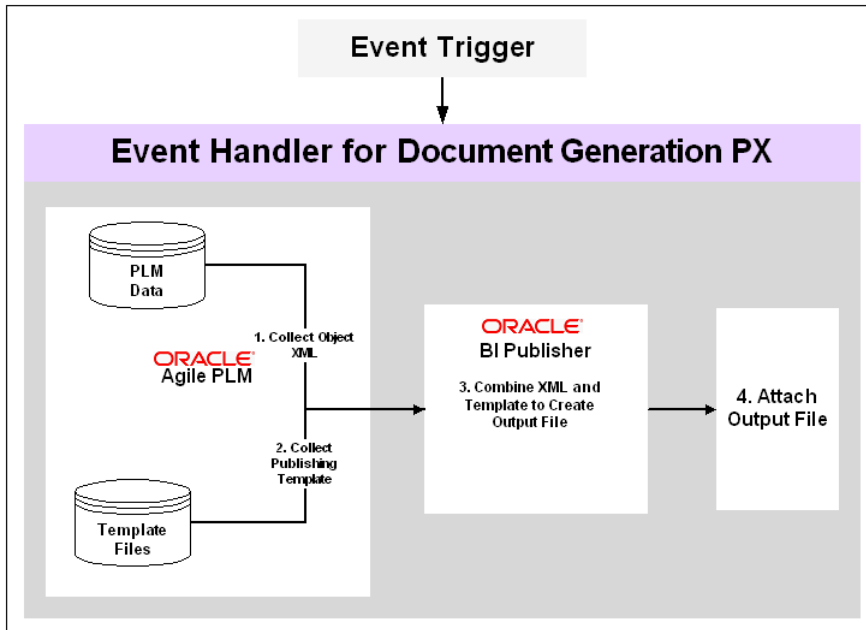 Event Trigger
Event Handler for Document Generation PX
PLM
Data
1. Collect Object
XML
ORACLE®
Agile PLM
2. Collect
Publishing
Template
Template
Files
ORACLE®
BI Publisher
3. Combine XML and
Template to Create
Output File
4. Attach
Output File